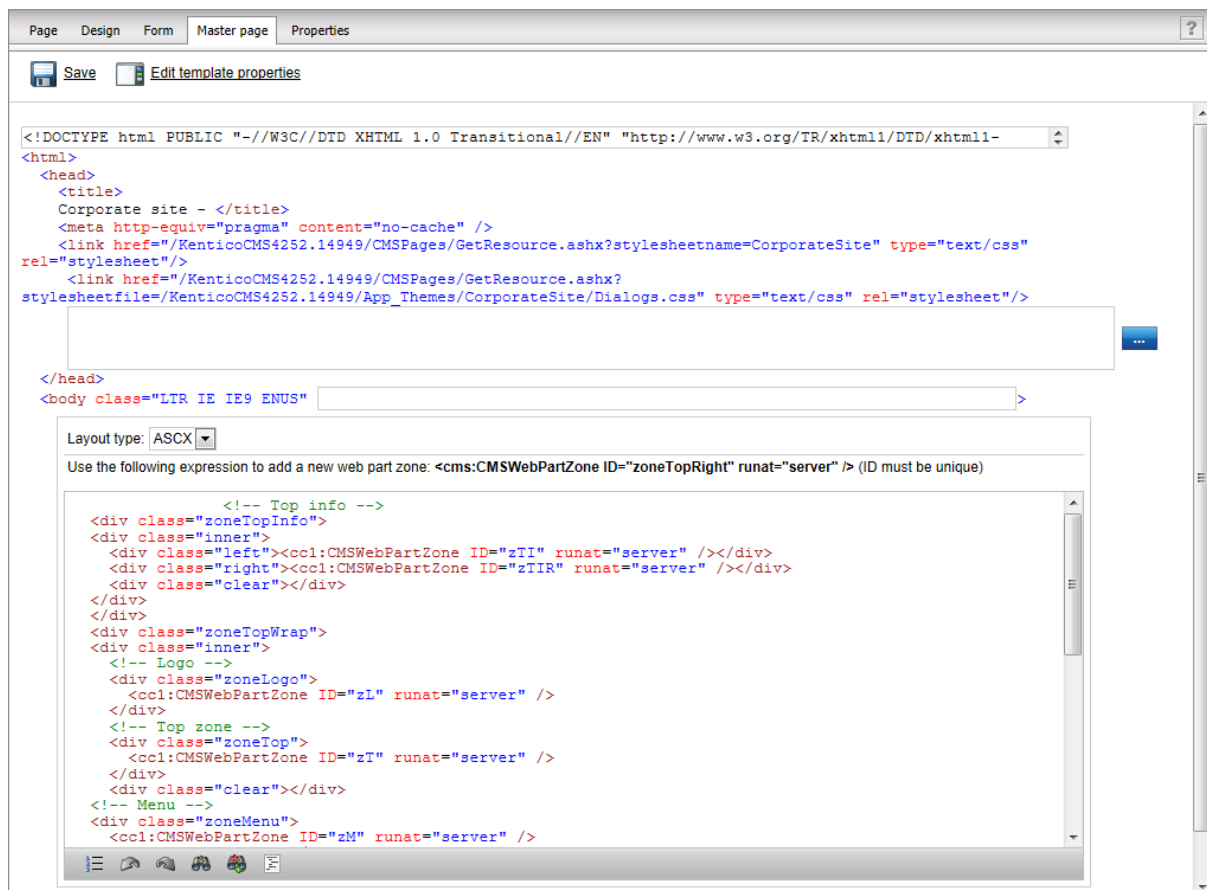 Page Design Form Master page Properties ?
Save Edit template properties
<!DOCTYPE html PUBLIC "-//W3C//DTD XHTML 1.0 Transitional//EN" "http://www.w3.org/TR/xhtml1/DTD/xhtml1-
<html>
<head>
<title>
Corporate site - </title>
<meta http-equiv="pragma" content="no-cache" />
<link href="/KenticoCMS4252.14949/CMSPages/GetResource.ashx?stylesheetname=CorporateSite" type="text/css"
rel="stylesheet"/>
<link href="/KenticoCMS4252.14949/CMSPages/GetResource.ashx?
stylesheetfile=/KenticoCMS4252.14949/App_Themes/CorporateSite/Dialogs.css" type="text/css" rel="stylesheet"/>
...
</head>
<body class="LTR IE IE9 ENUS" >
Layout type: ASCX
Use the following expression to add a new web part zone: <cms:CMSWebPartZone ID="zoneTopRight" runat="server" /> (ID must be unique)
<!-- Top info -->
<div class="zoneTopInfo">
<div class="inner">
<div class="left"><cc1:CMSWebPartZone ID="zTI" runat="server" /></div>
<div class="right"><cc1:CMSWebPartZone ID="zTIR" runat="server" /></div>
<div class="clear"></div>
</div>
</div>
<div class="zoneTopWrap">
<div class="inner">
<!-- Logo -->
<div class="zoneLogo">
<cc1:CMSWebPartZone ID="zL" runat="server" />
</div>
<!-- Top zone -->
<div class="zoneTop">
<cc1:CMSWebPartZone ID="zT" runat="server" />
</div>
<div class="clear"></div>
<!-- Menu -->
<div class="zoneMenu">
<cc1:CMSWebPartZone ID="zM" runat="server" />